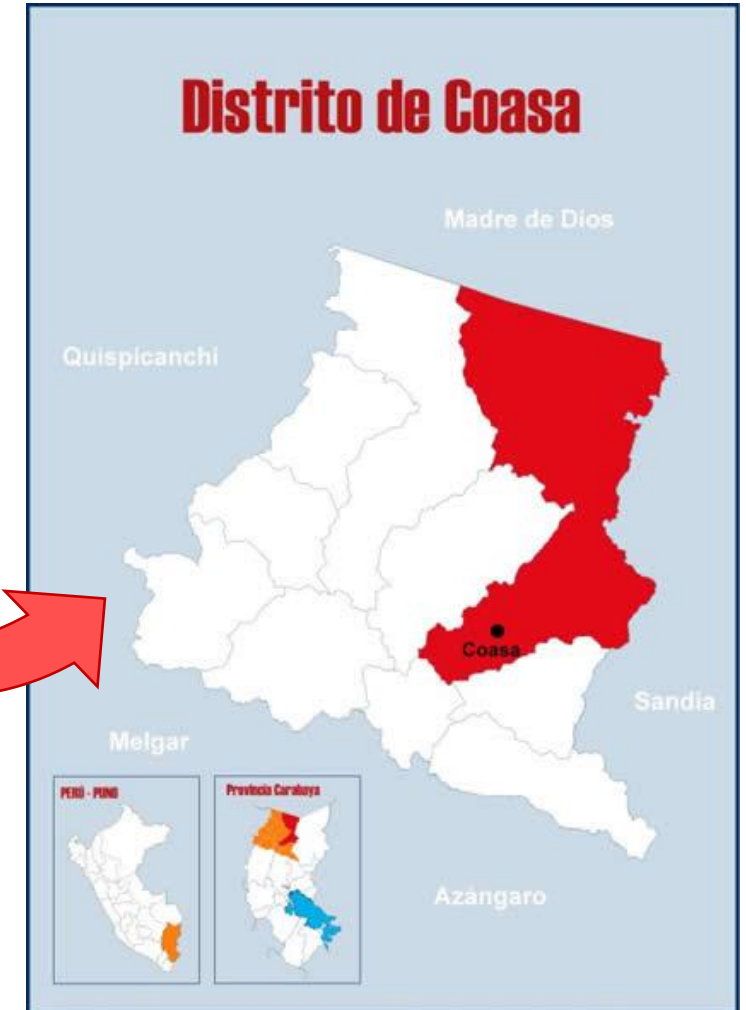 Distrito de Coasa
Madre de Dios
Quispicanchi
Coasa
Sandia
Melgar
PERÚ - PUNO
Provincia Carabaya
Azángaro